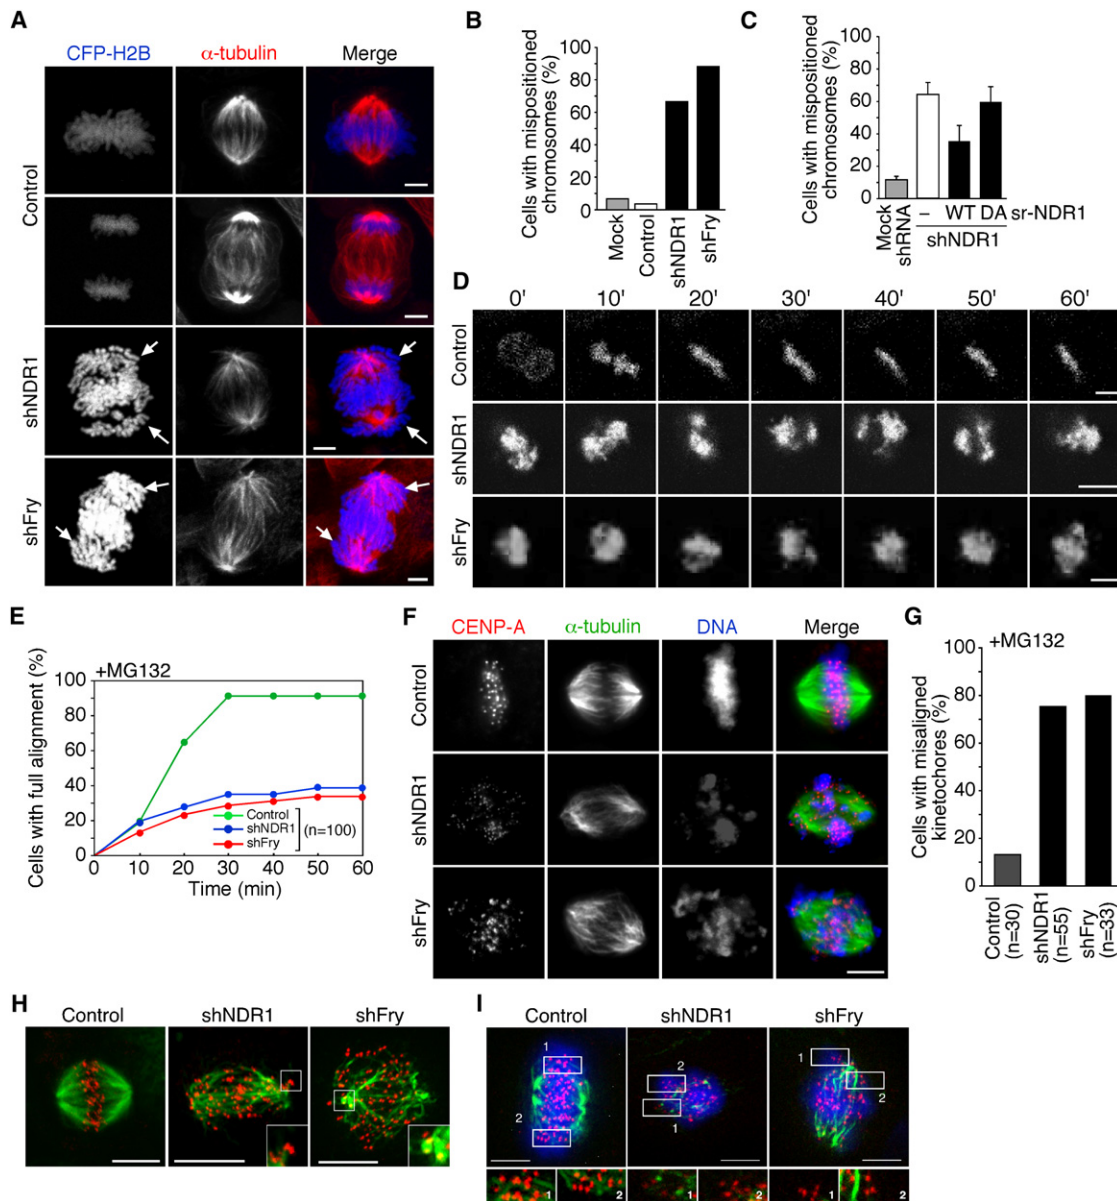 A
CFP-H2B α-tubulin Merge
Control
shNDR1
shFry
B
Cells with mispositioned
chromosomes (%)
100
80
60
40
20
0
Mock
Control
shNDR1
shFry
C
Cells with mispositioned
chromosomes (%)
100
80
60
40
20
0
Mock
shRNA
– WT DA sr-NDR1
shNDR1
D
0' 10' 20' 30' 40' 50' 60'
Control
shNDR1
shFry
E
+MG132
Cells with full alignment (%)
100
80
60
40
20
0
0 10 20 30 40 50 60
Time (min)
Control
shNDR1
shFry
(n=100)
F
CENP-A α-tubulin DNA Merge
Control
shNDR1
shFry
G
+MG132
Cells with misaligned
kinetochores (%)
100
80
60
40
20
0
Control
(n=30)
shNDR1
(n=55)
shFry
(n=33)
H
Control shNDR1 shFry
I
Control shNDR1 shFry
1
2
2
1
1
2
1 2 1 2 1 2